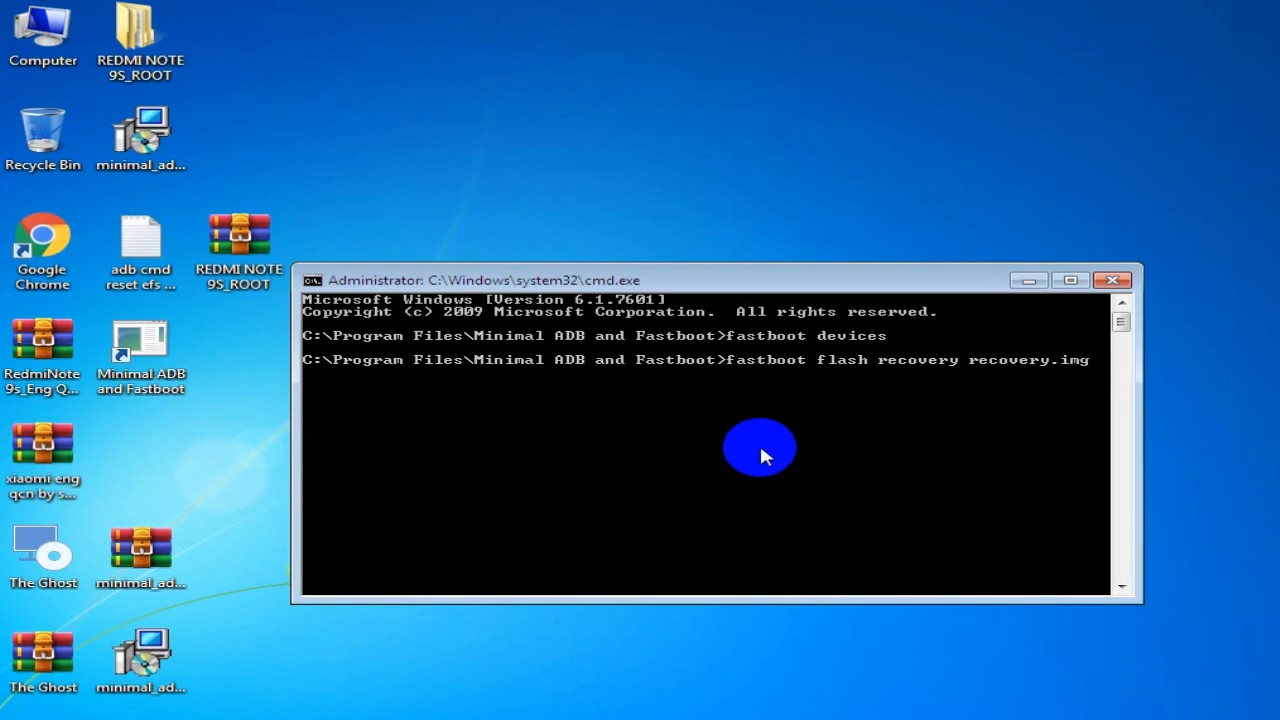 Computer
REDMI NOTE
9S_ROOT
Recycle Bin
minimal_ad...
Google
Chrome
adb cmd
reset efs ...
REDMI NOTE
9S_ROOT
RedmiNote
9s_Eng Q...
Minimal ADB
and Fastboot
xiaomi eng
qcn by s...
The Ghost
minimal_ad...
The Ghost
minimal_ad...
Administrator: C:\Windows\system32\cmd.exe
Microsoft Windows [Version 6.1.7601]
Copyright (c) 2009 Microsoft Corporation.  All rights reserved.
C:\Program Files\Minimal ADB and Fastboot>fastboot devices
C:\Program Files\Minimal ADB and Fastboot>fastboot flash recovery recovery.img